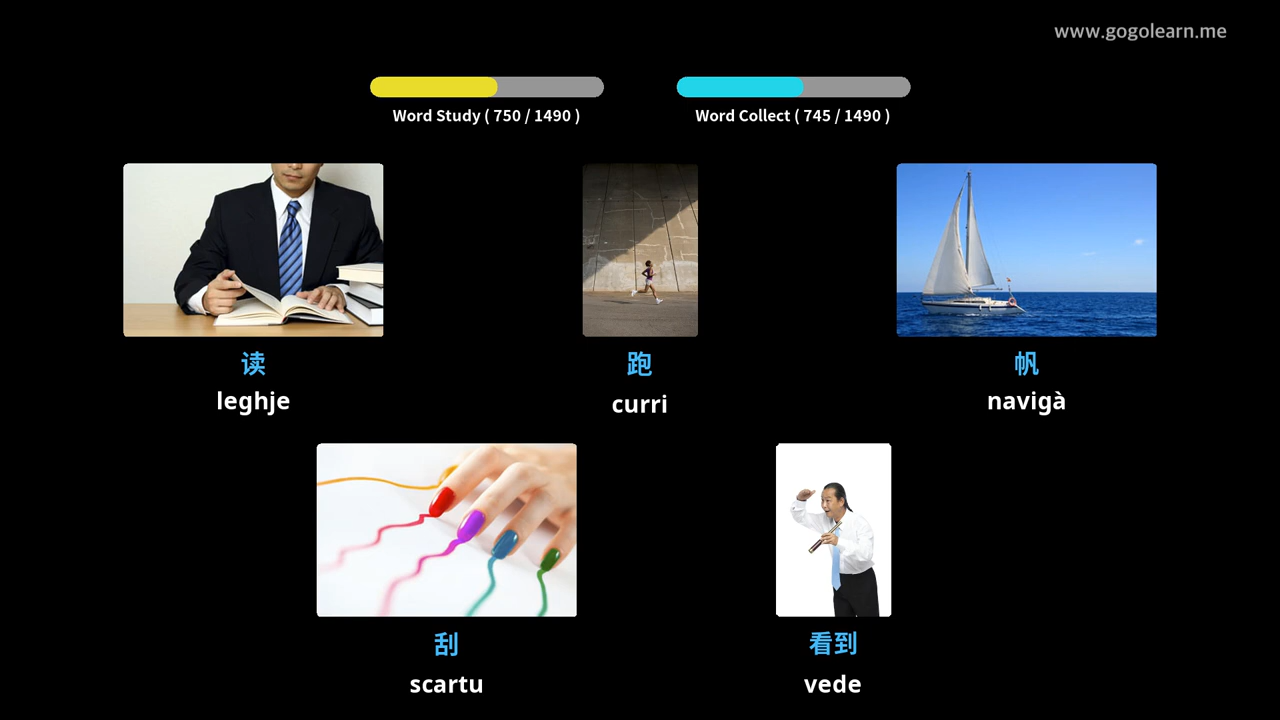 www.gogolearn.me
Word Study ( 750 / 1490 )
Word Collect ( 745 / 1490 )
读
leghje
跑
curri
帆
navigà
刮
scartu
看到
vede